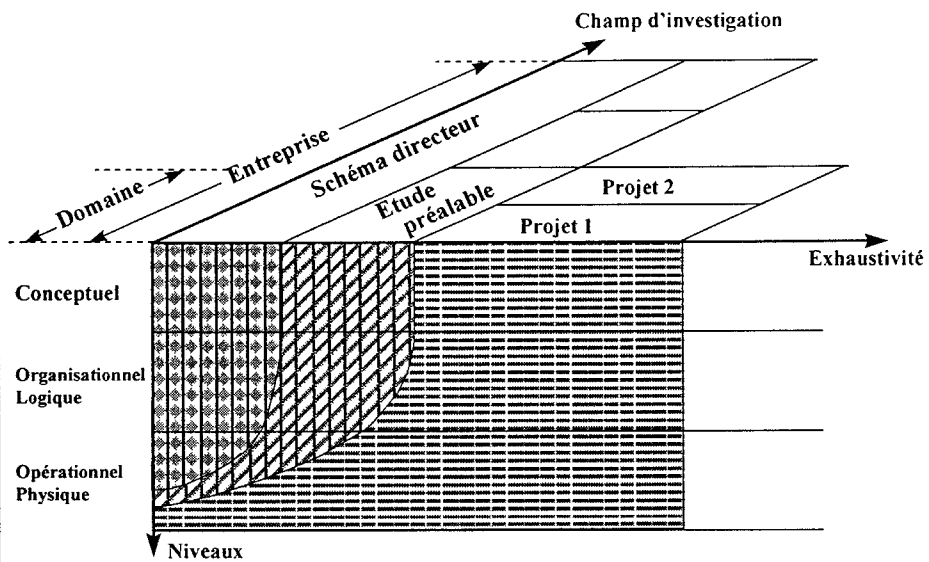 Champ d'investigation
Domaine
Entreprise
Schéma directeur
Etude
préalable
Projet 2
Projet 1
Exhaustivité
Conceptuel
Organisationnel
Logique
Opérationnel
Physique
Niveaux